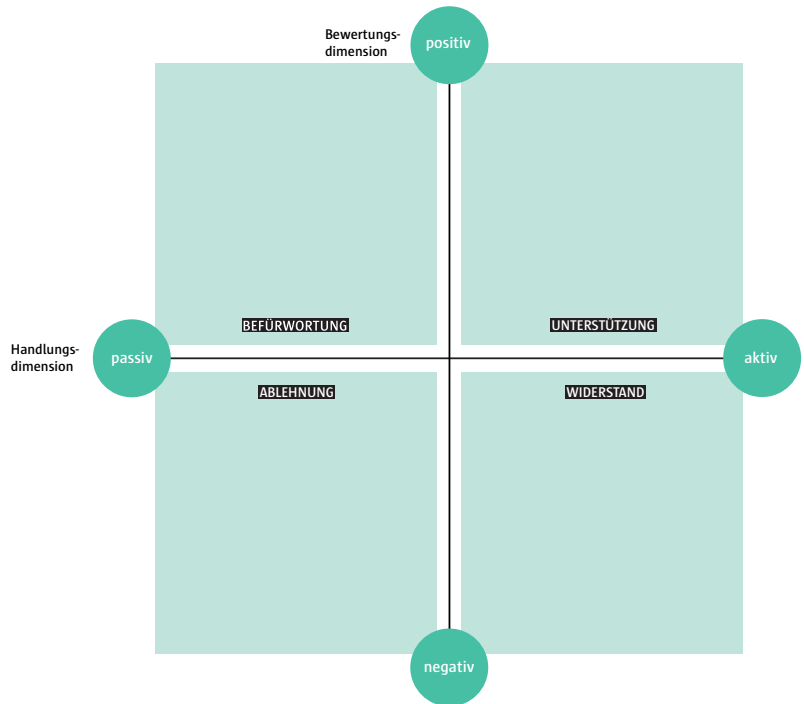 Bewertungs-
dimension
positiv
BEFÜRWORTUNG
UNTERSTÜTZUNG
Handlungs-
dimension
passiv
aktiv
ABLEHNUNG
WIDERSTAND
negativ